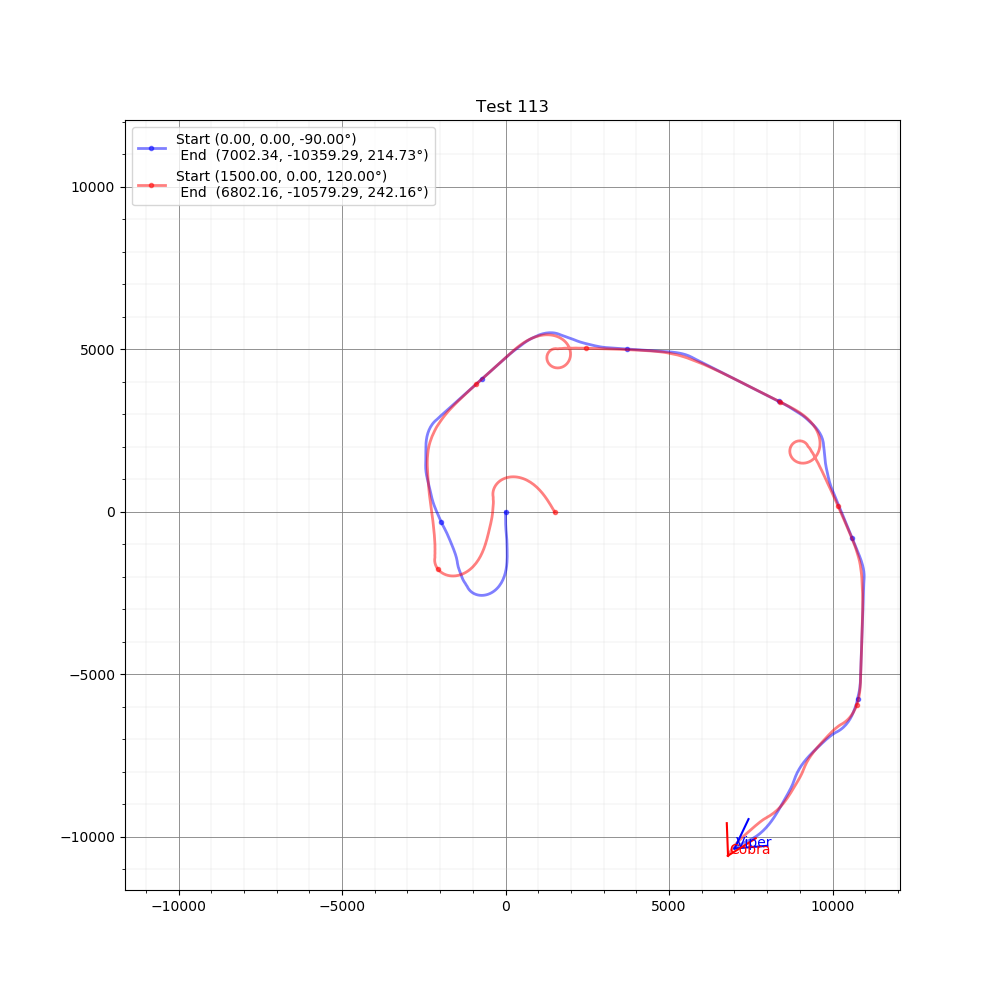 Test 113
Start (0.00, 0.00, -90.00°)
End (7002.34, -10359.29, 214.73°)
Start (1500.00, 0.00, 120.00°)
End (6802.16, -10579.29, 242.16°)
10000
5000
0
−5000
−10000
Viper
Cobra
−10000 −5000 0 5000 10000